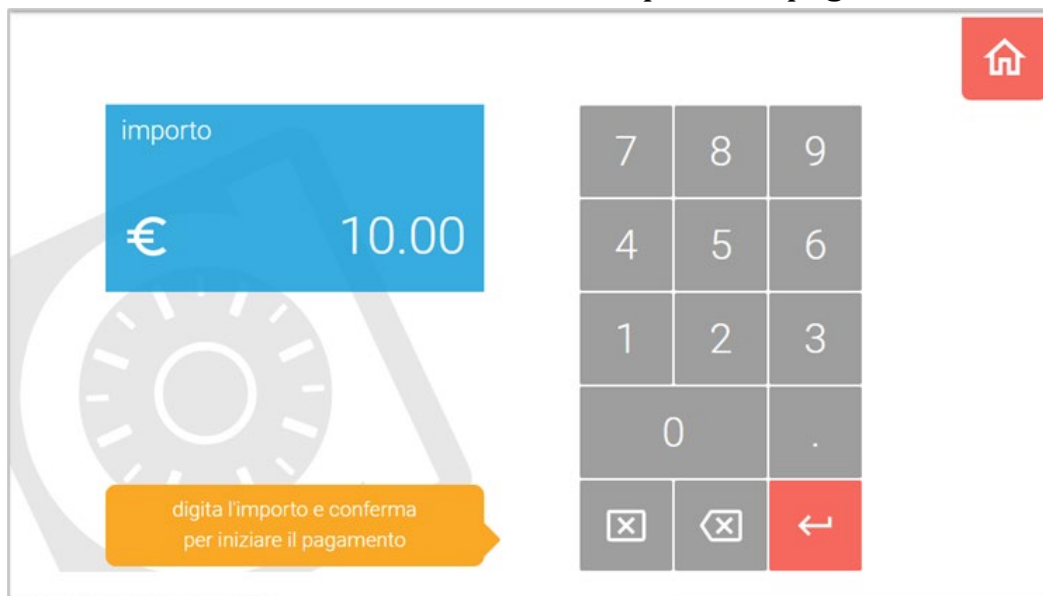 importo
€ 10.00
7 8 9
4 5 6
1 2 3
0 .
digita l'importo e conferma
per iniziare il pagamento